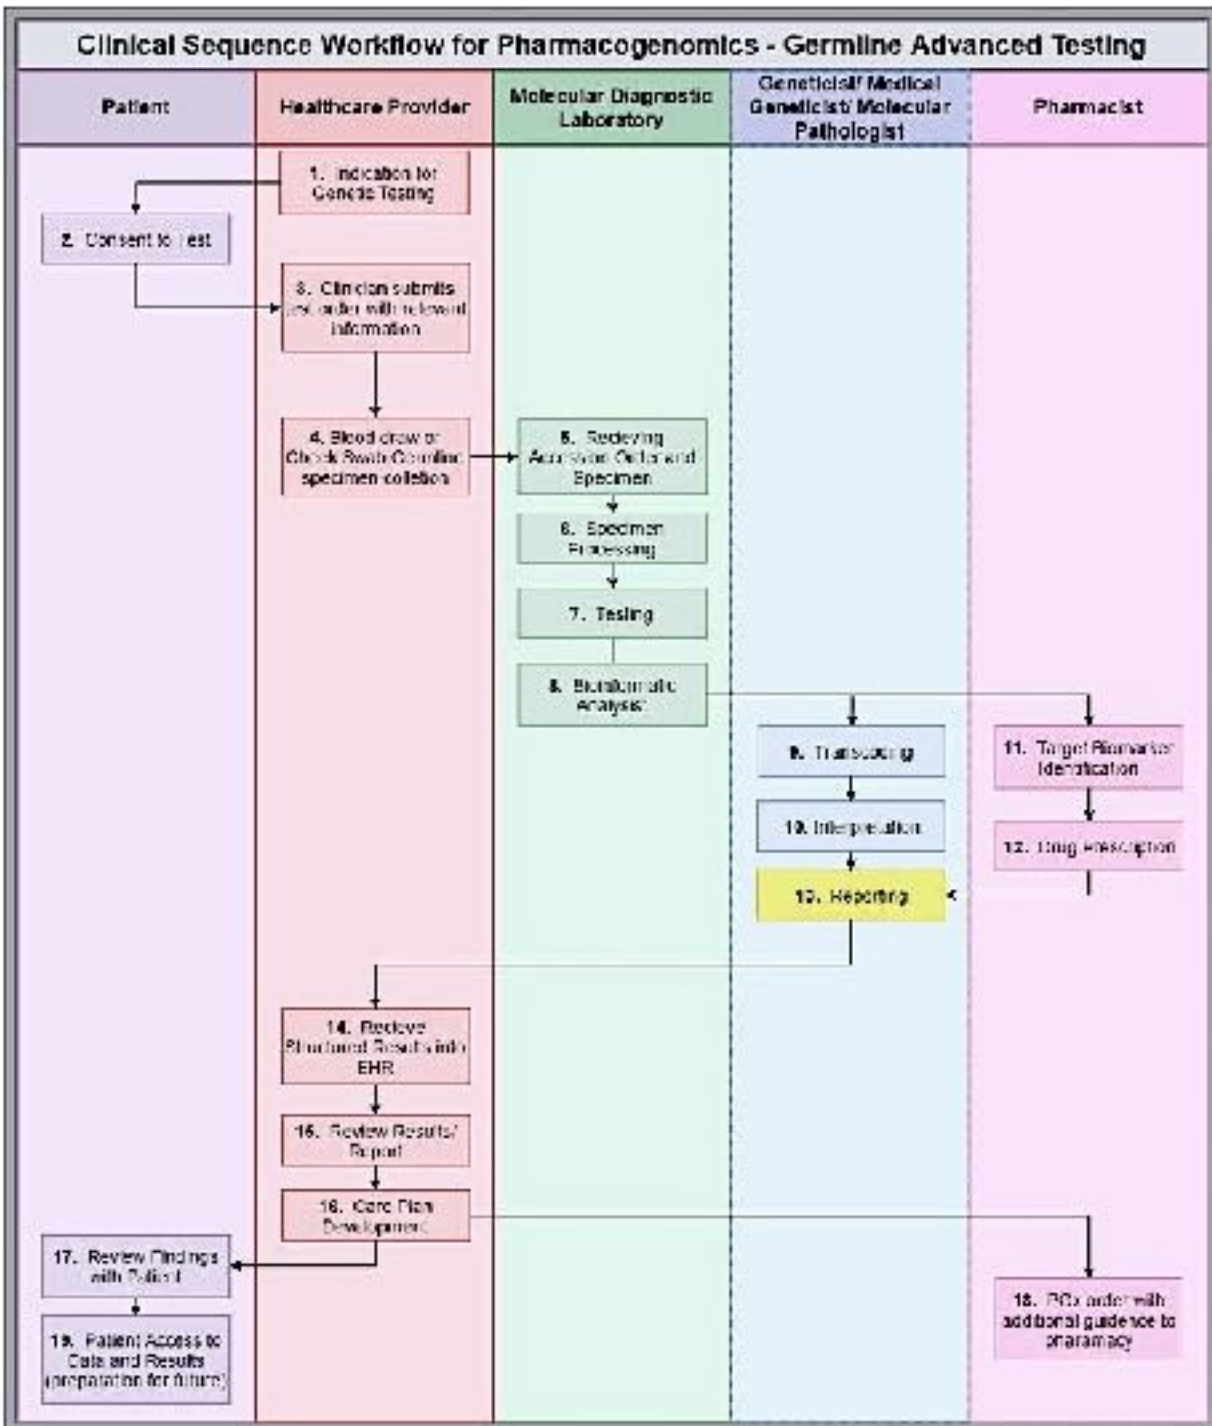 Clinical Sequence Workflow for Pharmacogenomics - Germline Advanced Testing
Patient
Healthcare Provider
Molecular Diagnostic
Laboratory
Geneticist/ Medical
Geneticist/ Molecular
Pathologist
Pharmacist
1. Indication for
Genetic Testing
2. Consent to Test
3. Clinician submits
test order with relevant
information
4. Blood draw or
Cheek Swab Germline
specimen colletion
5. Recieving
Accession Order and
Specimen
6. Specimen
Processing
7. Testing
8. Bioinformatic
Analysis
9. Transcoding
10. Interpretation
11. Target Biomarker
Identification
12. Drug Prescription
13. Reporting
14. Recieve
Structured Results into
EHR
15. Review Results/
Report
16. Care Plan
Development
17. Review Findings
with Patient
18. PGx order with
additional guidence to
pharamacy
19. Patient Access to
Data and Results
(preparation for future)